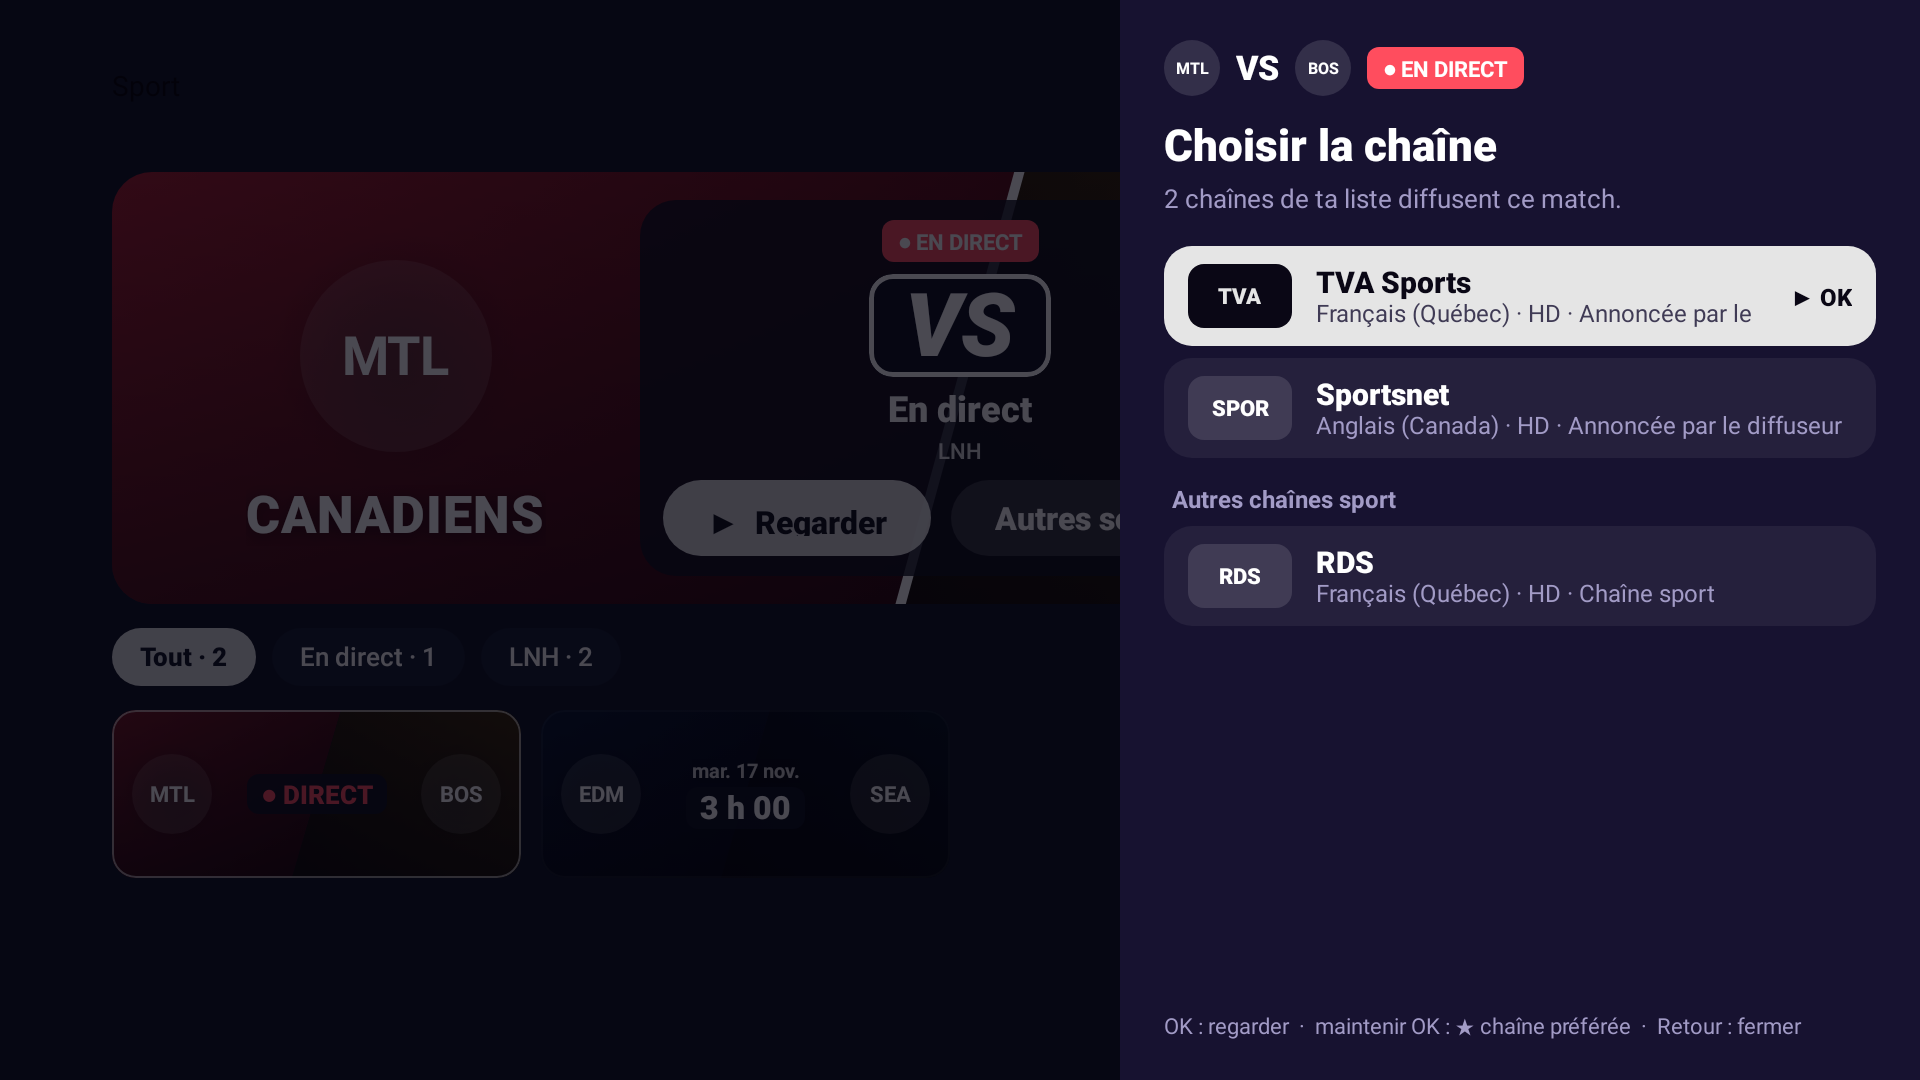 Sport
MTL
CANADIENS
● EN DIRECT
VS
En direct
LNH
► Regarder
Autres
Tout · 2
En direct · 1
LNH · 2
MTL
● DIRECT
BOS
EDM
mar. 17 nov.
3 h 00
SEA
MTL VS BOS ● EN DIRECT
Choisir la chaîne
2 chaînes de ta liste diffusent ce match.
TVA
TVA Sports
Français (Québec) · HD · Annoncée par le
► OK
SPOR
Sportsnet
Anglais (Canada) · HD · Annoncée par le diffuseur
Autres chaînes sport
RDS
RDS
Français (Québec) · HD · Chaîne sport
OK : regarder · maintenir OK : ★ chaîne préférée · Retour : fermer